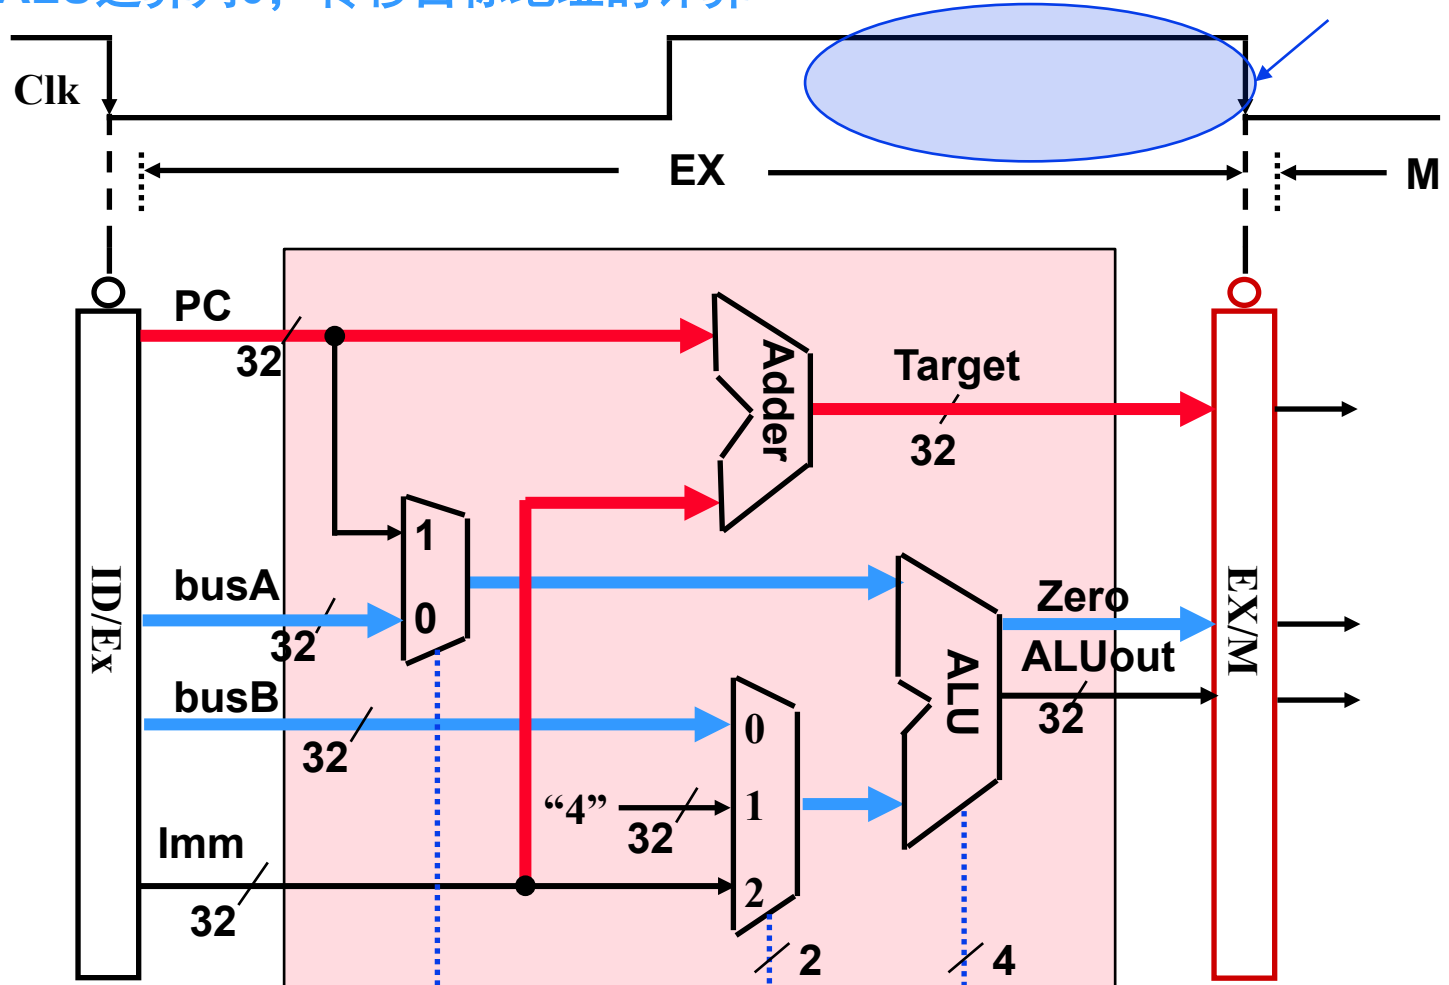 Clk
EX
M
PC
32
Adder
Target
32
1
0
busA
32
ID/Ex
busB
32
Zero
ALUout
32
ALU
EX/M
0
"4"
32
1
Imm
32
2
2
4